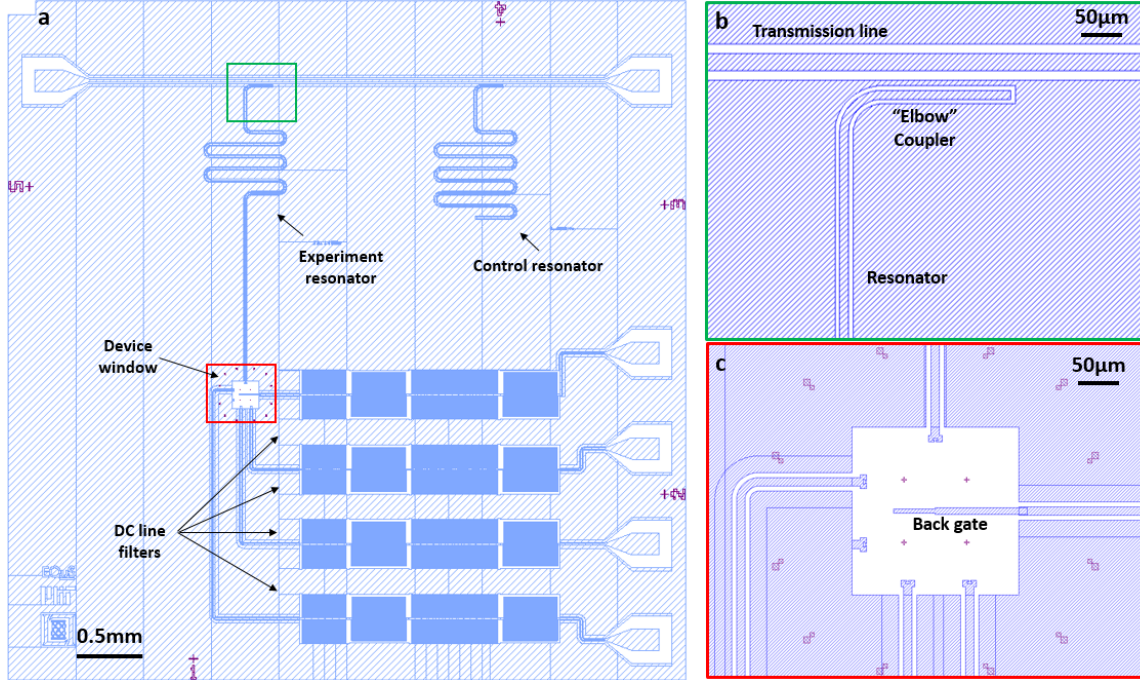 a
Experiment
resonator
Control resonator
Device
window
DC line
filters
0.5mm
b
50µm
Transmission line
“Elbow”
Coupler
Resonator
c
50µm
Back gate